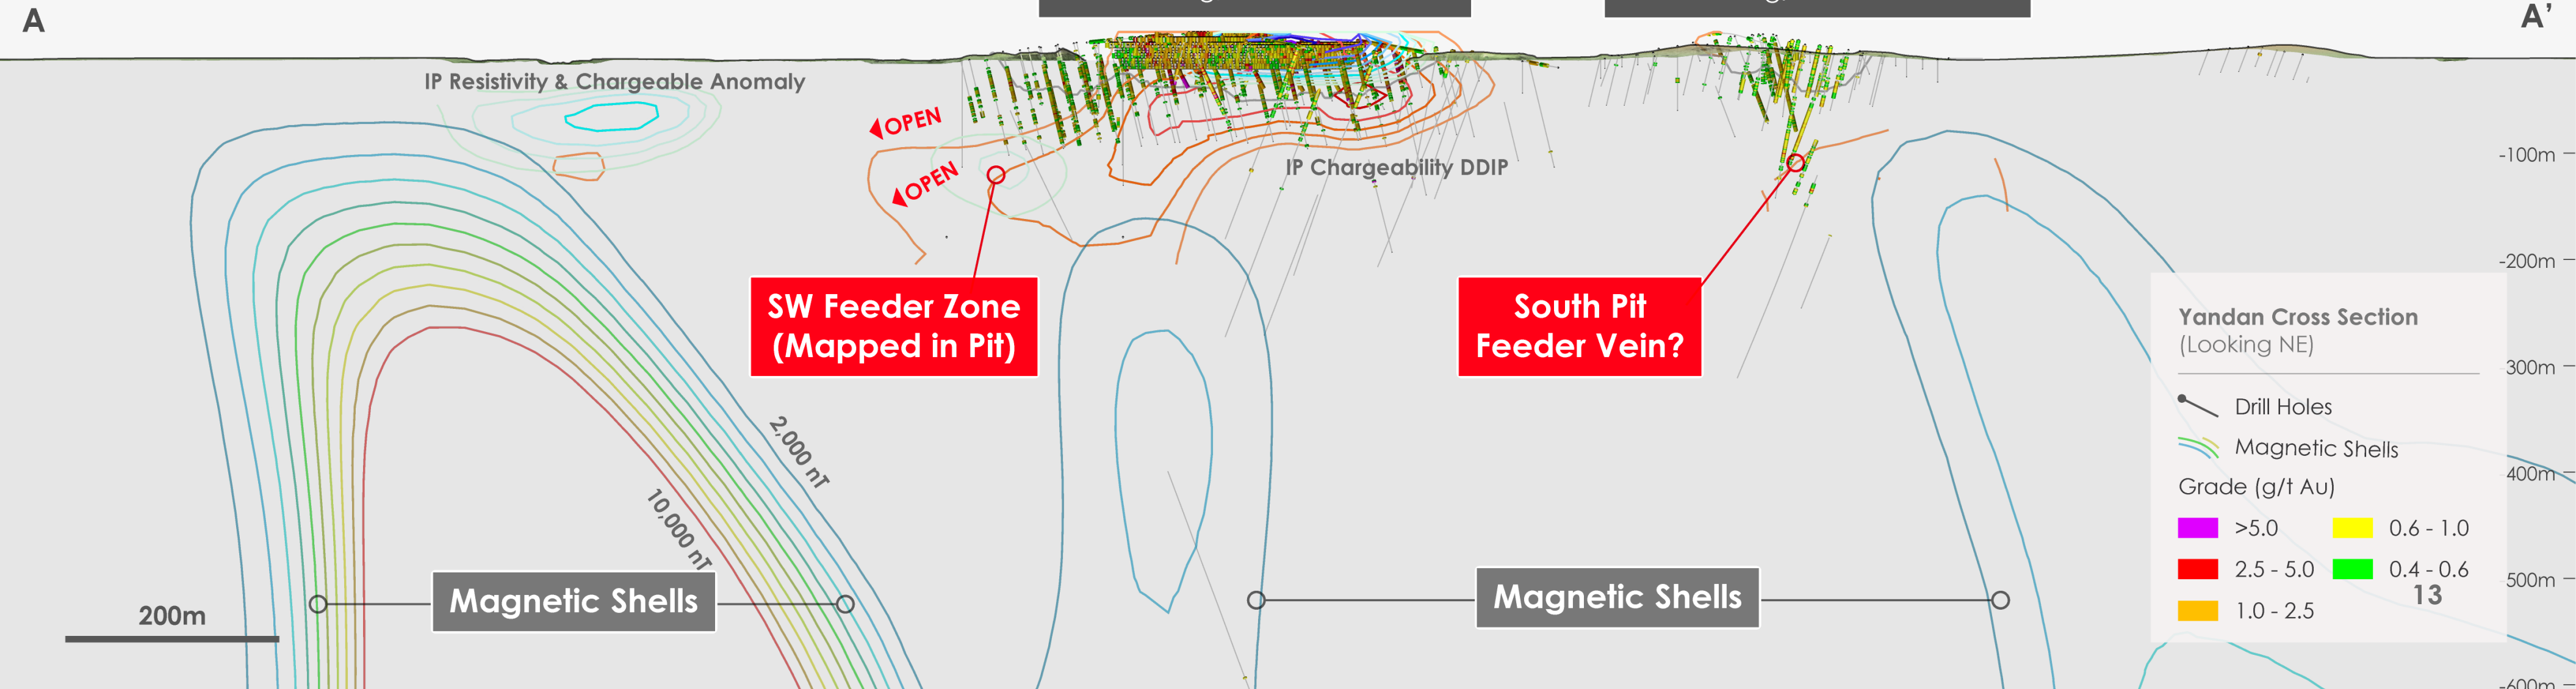 A
A’
IP Resistivity & Chargeable Anomaly
OPEN
OPEN
IP Chargeability DDIP
-100m
-200m
SW Feeder Zone
(Mapped in Pit)
South Pit
Feeder Vein?
Yandan Cross Section
(Looking NE)
-300m
Drill Holes
Magnetic Shells
-400m
2,000 nT
10,000 nT
Grade (g/t Au)
>5.0
0.6 - 1.0
2.5 - 5.0
0.4 - 0.6
1.0 - 2.5
-500m
13
Magnetic Shells
Magnetic Shells
200m
-600m